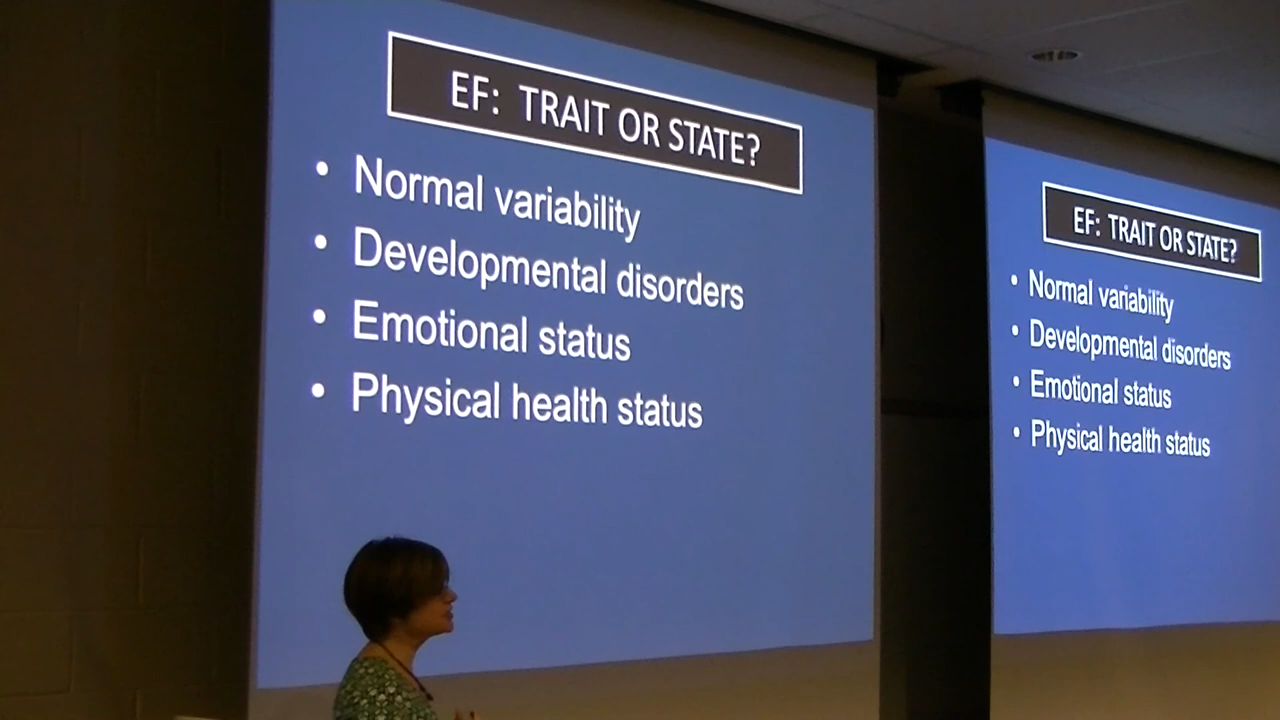 EF: TRAIT OR STATE?
• Normal variability
• Developmental disorders
• Emotional status
• Physical health status
EF: TRAIT OR STATE?
• Normal variability
• Developmental disorders
• Emotional status
• Physical health status